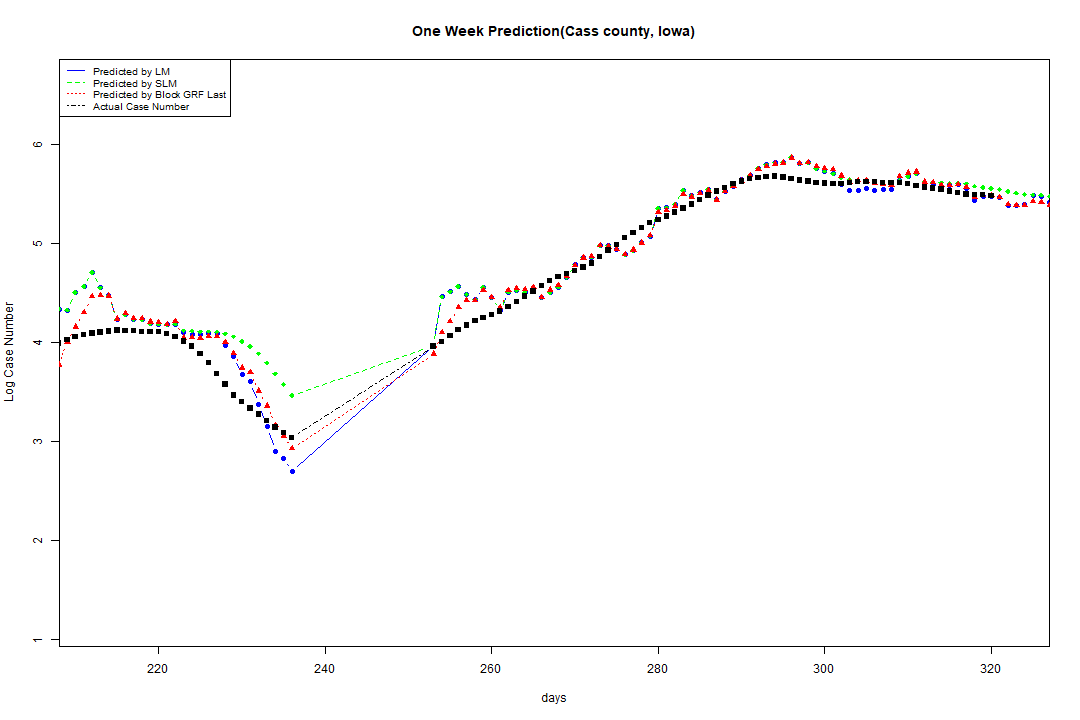 One Week Prediction(Cass county, Iowa)
Predicted by LM
Predicted by SLM
Predicted by Block GRF Last
Actual Case Number
6
5
4
3
2
1
Log Case Number
220 240 260 280 300 320
days